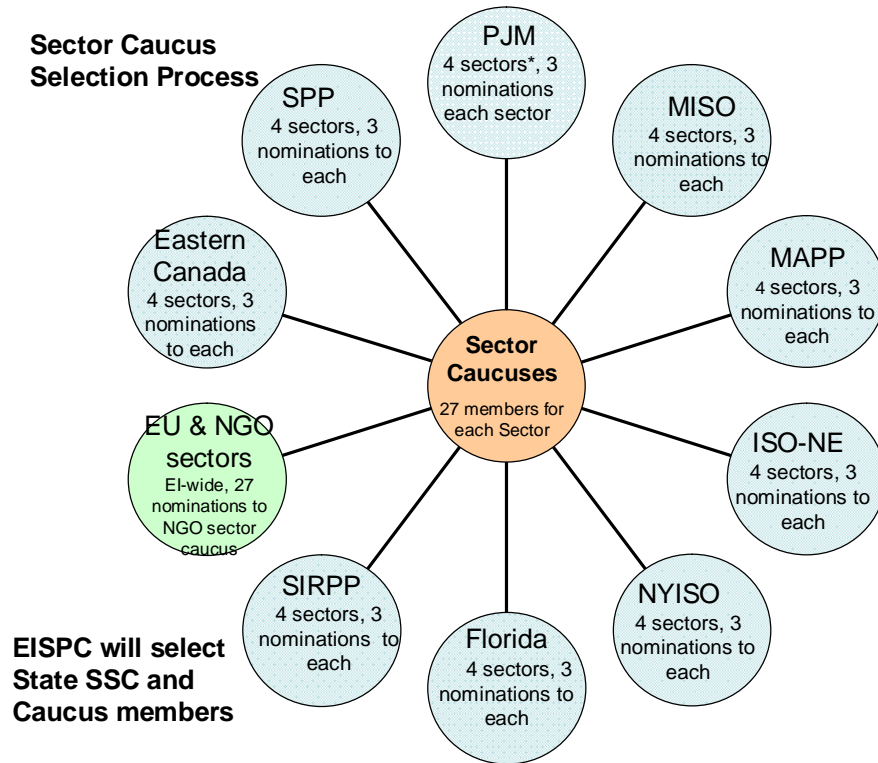 Sector Caucus
Selection Process
PJM
4 sectors*, 3
nominations
each sector
SPP
4 sectors, 3
nominations to
each
MISO
4 sectors, 3
nominations to
each
Eastern
Canada
4 sectors, 3
nominations
to each
MAPP
4 sectors, 3
nominations to
each
Sector
Caucuses
27 members for
each Sector
EU & NGO
sectors
EI-wide, 27
nominations to
NGO sector
caucus
ISO-NE
4 sectors, 3
nominations to
each
SIRPP
4 sectors, 3
nominations to
each
Florida
4 sectors, 3
nominations to
each
NYISO
4 sectors, 3
nominations to
each
EISPC will select
State SSC and
Caucus members